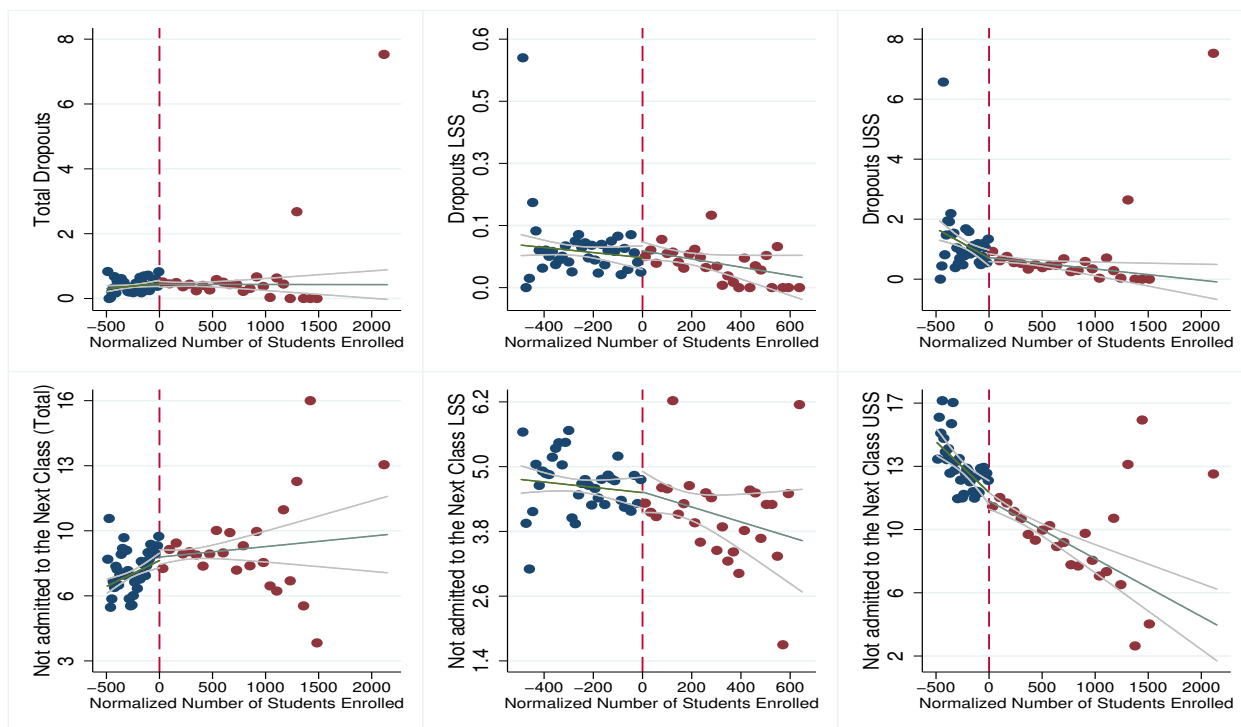 Total Dropouts
8
6
4
2
0
−500 0 500 1000 1500 2000
Normalized Number of Students Enrolled
Dropouts LSS
0.6
0.5
0.3
0.1
0.0
−400 −200 0 200 400 600
Normalized Number of Students Enrolled
Dropouts USS
8
6
4
2
0
−500 0 500 1000 1500 2000
Normalized Number of Students Enrolled
Not admitted to the Next Class (Total)
16
13
10
6
3
−500 0 500 1000 1500 2000
Normalized Number of Students Enrolled
Not admitted to the Next Class LSS
6.2
5.0
3.8
2.6
1.4
−400 −200 0 200 400 600
Normalized Number of Students Enrolled
Not admitted to the Next Class USS
17
13
10
6
2
−500 0 500 1000 1500 2000
Normalized Number of Students Enrolled